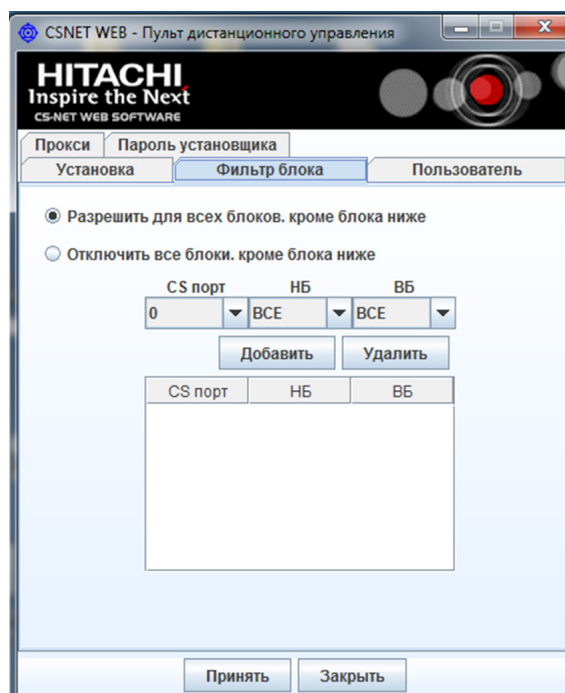 CSNET WEB - Пульт дистанционного управления
HITACHI
Inspire the Next
CS-NET WEB SOFTWARE
Прокси Пароль установщика
Установка Фильтр блока Пользователь
Разрешить для всех блоков. кроме блока ниже
Отключить все блоки. кроме блока ниже
CS порт НБ ВБ
0 ВСЕ ВСЕ
Добавить Удалить
CS порт НБ ВБ
Принять Закрыть